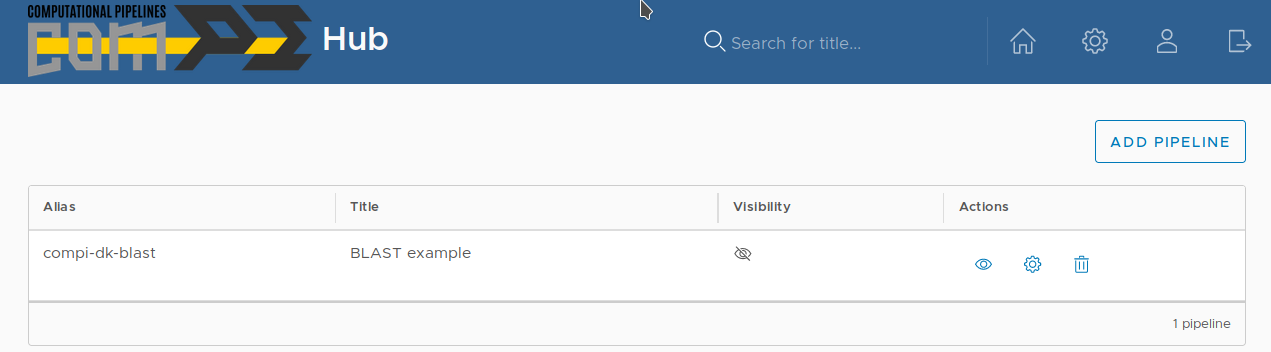 COMPUTATIONAL PIPELINES
compi Hub
Search for title...
ADD PIPELINE
Alias Title Visibility Actions
compi-dk-blast BLAST example
1 pipeline